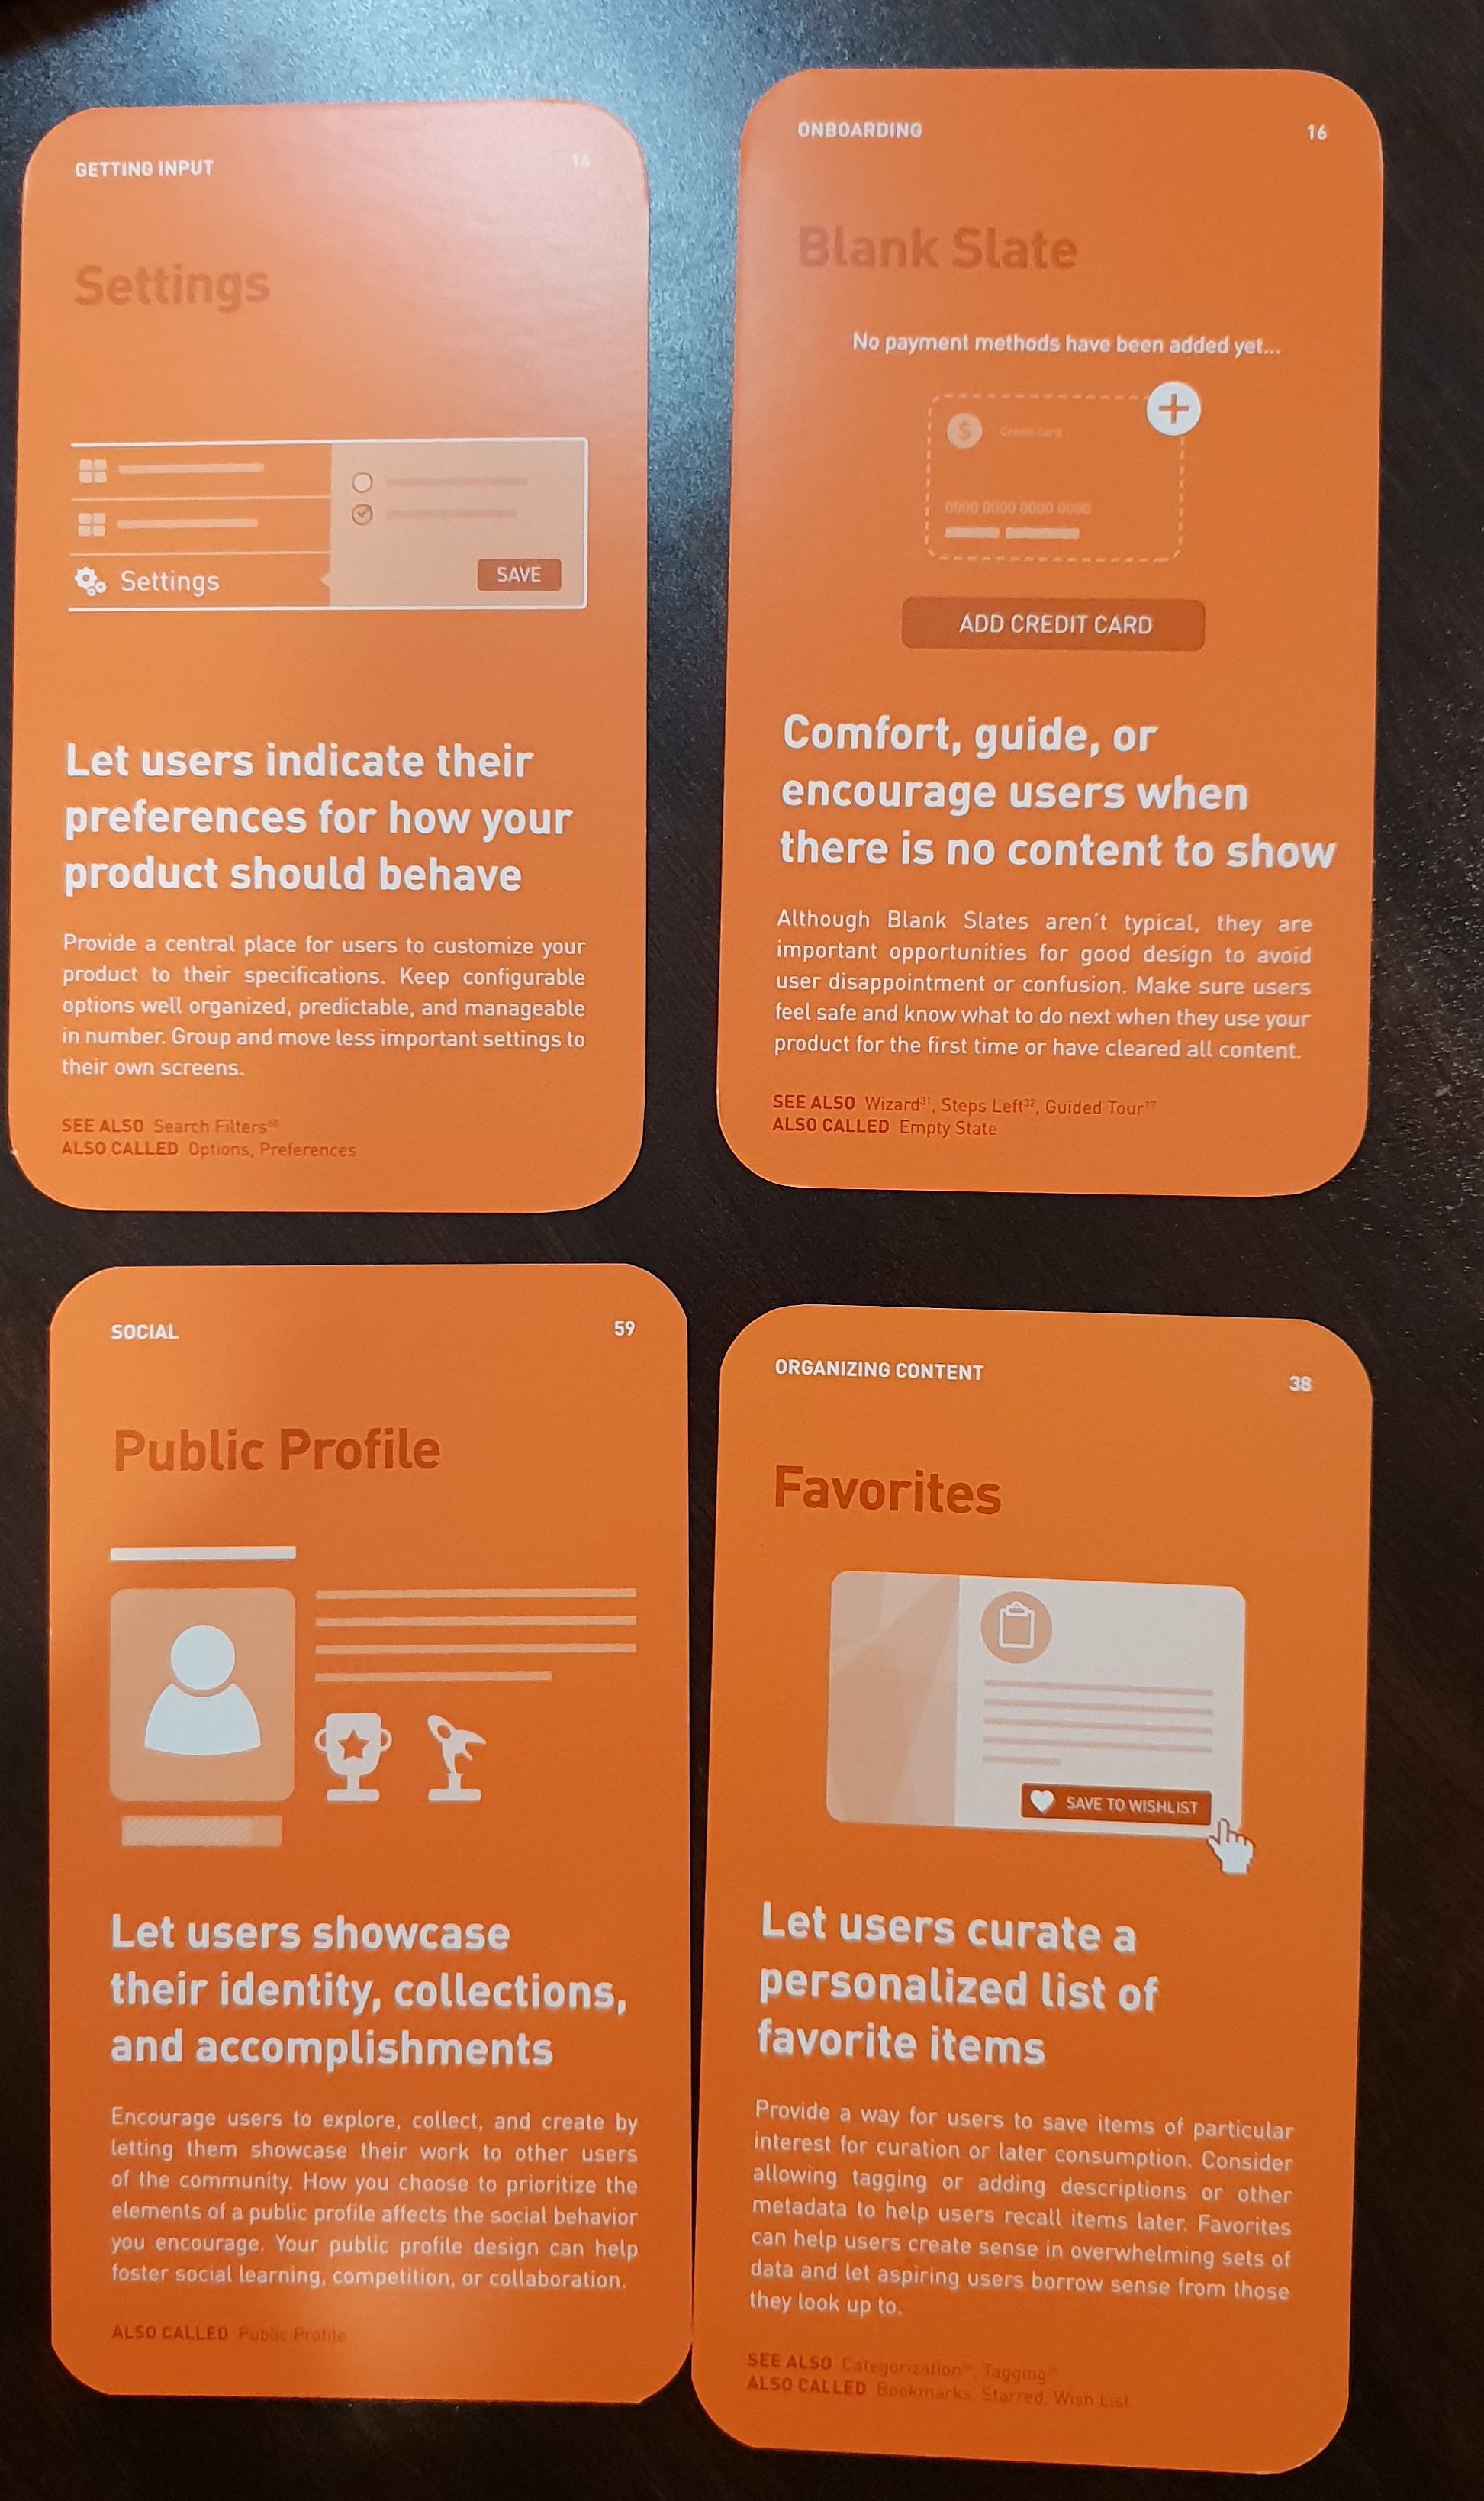 GETTING INPUT 14
Settings
Settings
SAVE
Let users indicate their
preferences for how your
product should behave
Provide a central place for users to customize your
product to their specifications. Keep configurable
options well organized, predictable, and manageable
in number. Group and move less important settings to
their own screens.
SEE ALSO Search Filters⁶⁰
ALSO CALLED Options, Preferences
ONBOARDING 16
Blank Slate
No payment methods have been added yet...
$ Credit card
0000 0000 0000 0000
ADD CREDIT CARD
Comfort, guide, or
encourage users when
there is no content to show
Although Blank Slates aren't typical, they are
important opportunities for good design to avoid
user disappointment or confusion. Make sure users
feel safe and know what to do next when they use your
product for the first time or have cleared all content.
SEE ALSO Wizard³¹, Steps Left³², Guided Tour¹⁷
ALSO CALLED Empty State
SOCIAL 59
Public Profile
Let users showcase
their identity, collections,
and accomplishments
Encourage users to explore, collect, and create by
letting them showcase their work to other users
of the community. How you choose to prioritize the
elements of a public profile affects the social behavior
you encourage. Your public profile design can help
foster social learning, competition, or collaboration.
ALSO CALLED Public Profile
ORGANIZING CONTENT 38
Favorites
SAVE TO WISHLIST
Let users curate a
personalized list of
favorite items
Provide a way for users to save items of particular
interest for curation or later consumption. Consider
allowing tagging or adding descriptions or other
metadata to help users recall items later. Favorites
can help users create sense in overwhelming sets of
data and let aspiring users borrow sense from those
they look up to.
SEE ALSO Categorization, Tagging
ALSO CALLED Bookmarks, Starred, Wish List